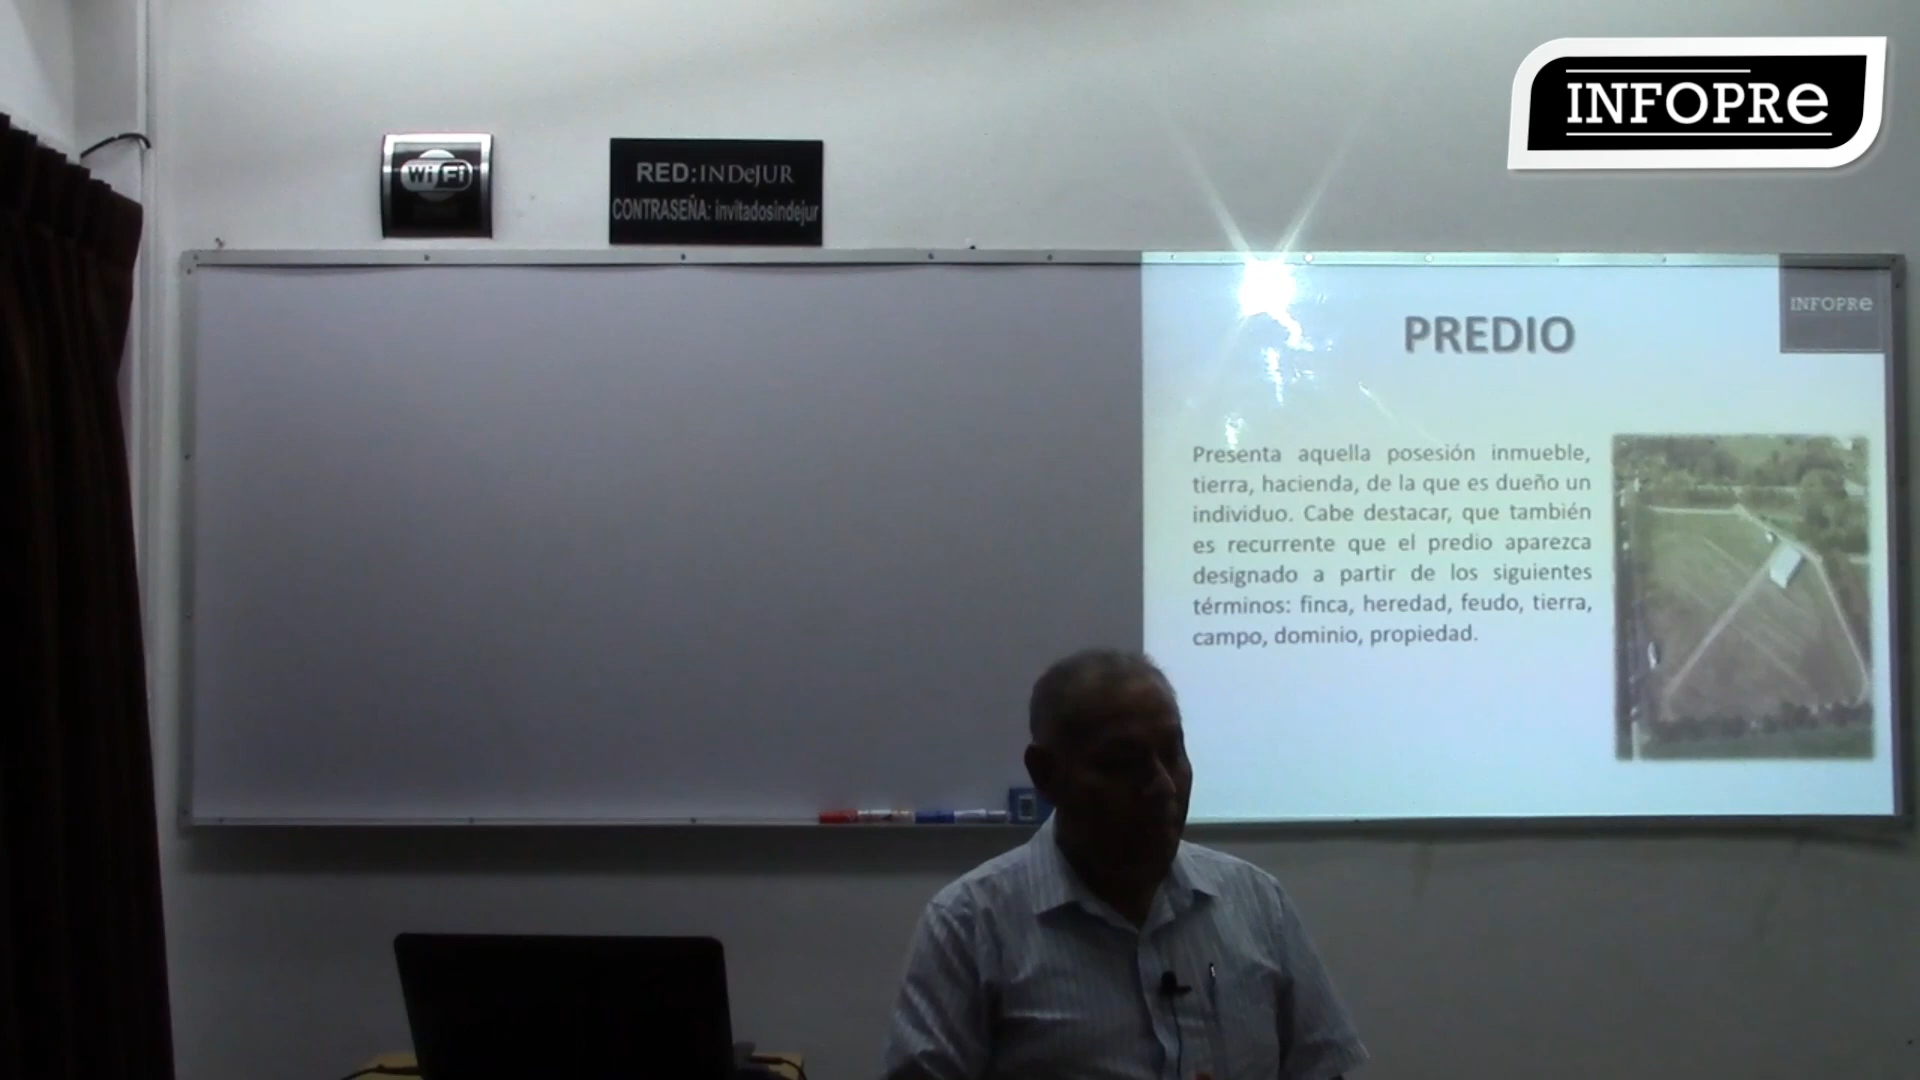 INFOPRe
WiFi
RED:INDeJUR
CONTRASEÑA: invitadosindejur
INFOPRe
PREDIO
Presenta aquella posesión inmueble,
tierra, hacienda, de la que es dueño un
individuo. Cabe destacar, que también
es recurrente que el predio aparezca
designado a partir de los siguientes
términos: finca, heredad, feudo, tierra,
campo, dominio, propiedad.